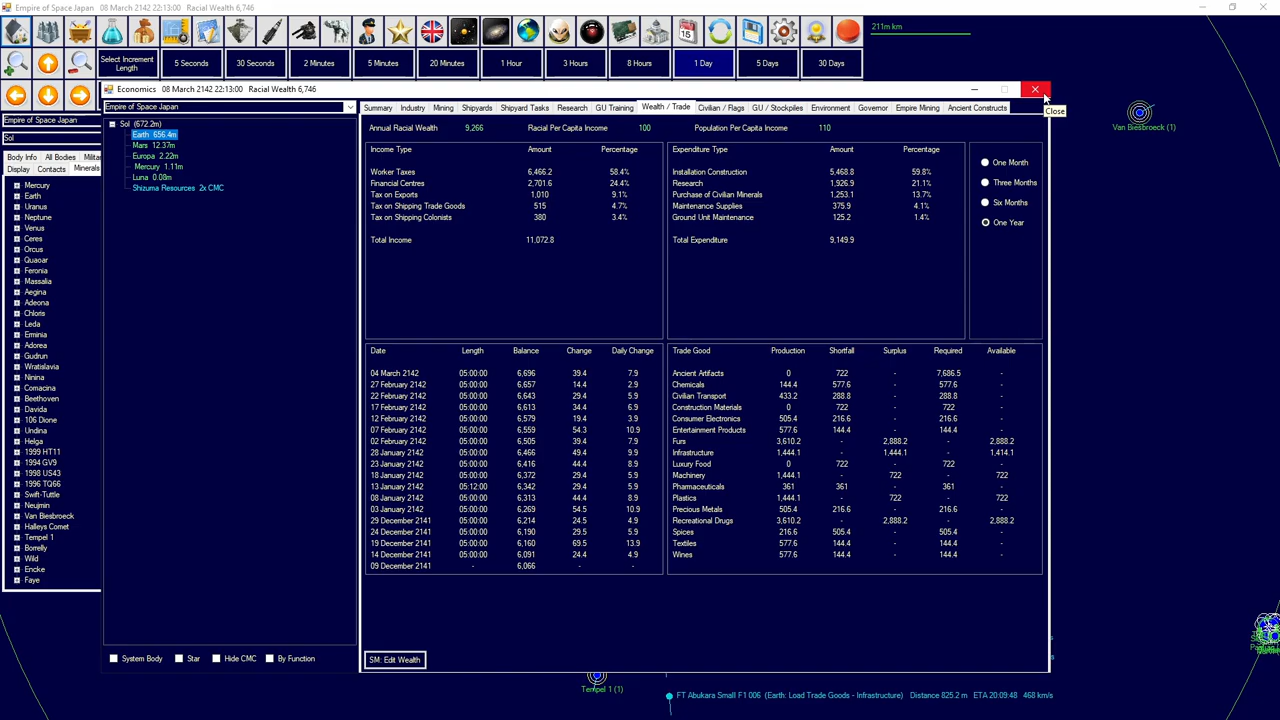 Empire of Space Japan 08 March 2142 22:13:00 Racial Wealth 6,746
211m km
Select Increment Length
5 Seconds 30 Seconds 2 Minutes 5 Minutes 20 Minutes 1 Hour 3 Hours 8 Hours 1 Day 5 Days 30 Days
Economics 08 March 2142 22:13:00 Racial Wealth 6,746
Close
Empire of Space Japan
Sol
Body Info All Bodies
Display Contacts Minerals
Mercury
Earth
Uranus
Neptune
Venus
Ceres
Orcus
Quaoar
Feronia
Massalia
Aegina
Adeona
Chloris
Leda
Erminia
Adorea
Gudrun
Wratislavia
Ninina
Comacina
Beethoven
Davida
106 Dione
Undina
Helga
1999 HT11
1994 GV9
1998 US43
1996 TQ66
Swift-Tuttle
Neujmin
Van Biesbroeck
Halleys Comet
Tempel 1
Borrelly
Wild
Encke
Faye
Empire of Space Japan
Sol (672.2m)
Earth 656.4m
Mars 12.37m
Europa 2.22m
Mercury 1.11m
Luna 0.08m
Shizuma Resources 2x CMC
System Body Star Hide CMC By Function
Summary Industry Mining Shipyards Shipyard Tasks Research GU Training Wealth / Trade Civilian / Flags GU / Stockpiles Environment Governor Empire Mining Ancient Constructs
Annual Racial Wealth 9,266 Racial Per Capita Income 100 Population Per Capita Income 110
Income Type Amount Percentage
Worker Taxes 6,466.2 58.4%
Financial Centres 2,701.6 24.4%
Tax on Exports 1,010 9.1%
Tax on Shipping Trade Goods 515 4.7%
Tax on Shipping Colonists 380 3.4%
Total Income 11,072.8
Expenditure Type Amount Percentage
Installation Construction 5,468.8 59.8%
Research 1,926.9 21.1%
Purchase of Civilian Minerals 1,253.1 13.7%
Maintenance Supplies 375.9 4.1%
Ground Unit Maintenance 125.2 1.4%
Total Expenditure 9,149.9
One Month
Three Months
Six Months
One Year
Date Length Balance Change Daily Change
04 March 2142 05:00:00 6,696 39.4 7.9
27 February 2142 05:00:00 6,657 14.4 2.9
22 February 2142 05:00:00 6,643 29.4 5.9
17 February 2142 05:00:00 6,613 34.4 6.9
12 February 2142 05:00:00 6,579 19.4 3.9
07 February 2142 05:00:00 6,559 54.3 10.9
02 February 2142 05:00:00 6,505 39.4 7.9
28 January 2142 05:00:00 6,466 49.4 9.9
23 January 2142 05:00:00 6,416 44.4 8.9
18 January 2142 05:00:00 6,372 29.4 5.9
13 January 2142 05:12:00 6,342 29.4 5.9
08 January 2142 05:00:00 6,313 44.4 8.9
03 January 2142 05:00:00 6,269 54.5 10.9
29 December 2141 05:00:00 6,214 24.5 4.9
24 December 2141 05:00:00 6,190 29.5 5.9
19 December 2141 05:00:00 6,160 69.5 13.9
14 December 2141 05:00:00 6,091 24.4 4.9
09 December 2141 - 6,066 - -
Trade Good Production Shortfall Surplus Required Available
Ancient Artifacts 0 722 - 7,686.5 -
Chemicals 144.4 577.6 - 577.6 -
Civilian Transport 433.2 288.8 - 288.8 -
Construction Materials 0 722 - 722 -
Consumer Electronics 505.4 216.6 - 216.6 -
Entertainment Products 577.6 144.4 - 144.4 -
Furs 3,610.2 - 2,888.2 - 2,888.2
Infrastructure 1,444.1 - 1,444.1 - 1,414.1
Luxury Food 0 722 - 722 -
Machinery 1,444.1 - 722 - 722
Pharmaceuticals 361 361 - 361 -
Plastics 1,444.1 - 722 - 722
Precious Metals 505.4 216.6 - 216.6 -
Recreational Drugs 3,610.2 - 2,888.2 - 2,888.2
Spices 216.6 505.4 - 505.4 -
Textiles 577.6 144.4 - 144.4 -
Wines 577.6 144.4 - 144.4 -
SM: Edit Wealth
Van Biesbroeck (1)
Tempel 1 (1)
FT Abukara Small F1 006 (Earth: Load Trade Goods - Infrastructure) Distance 825.2 m ETA 20:09:48 468 km/s